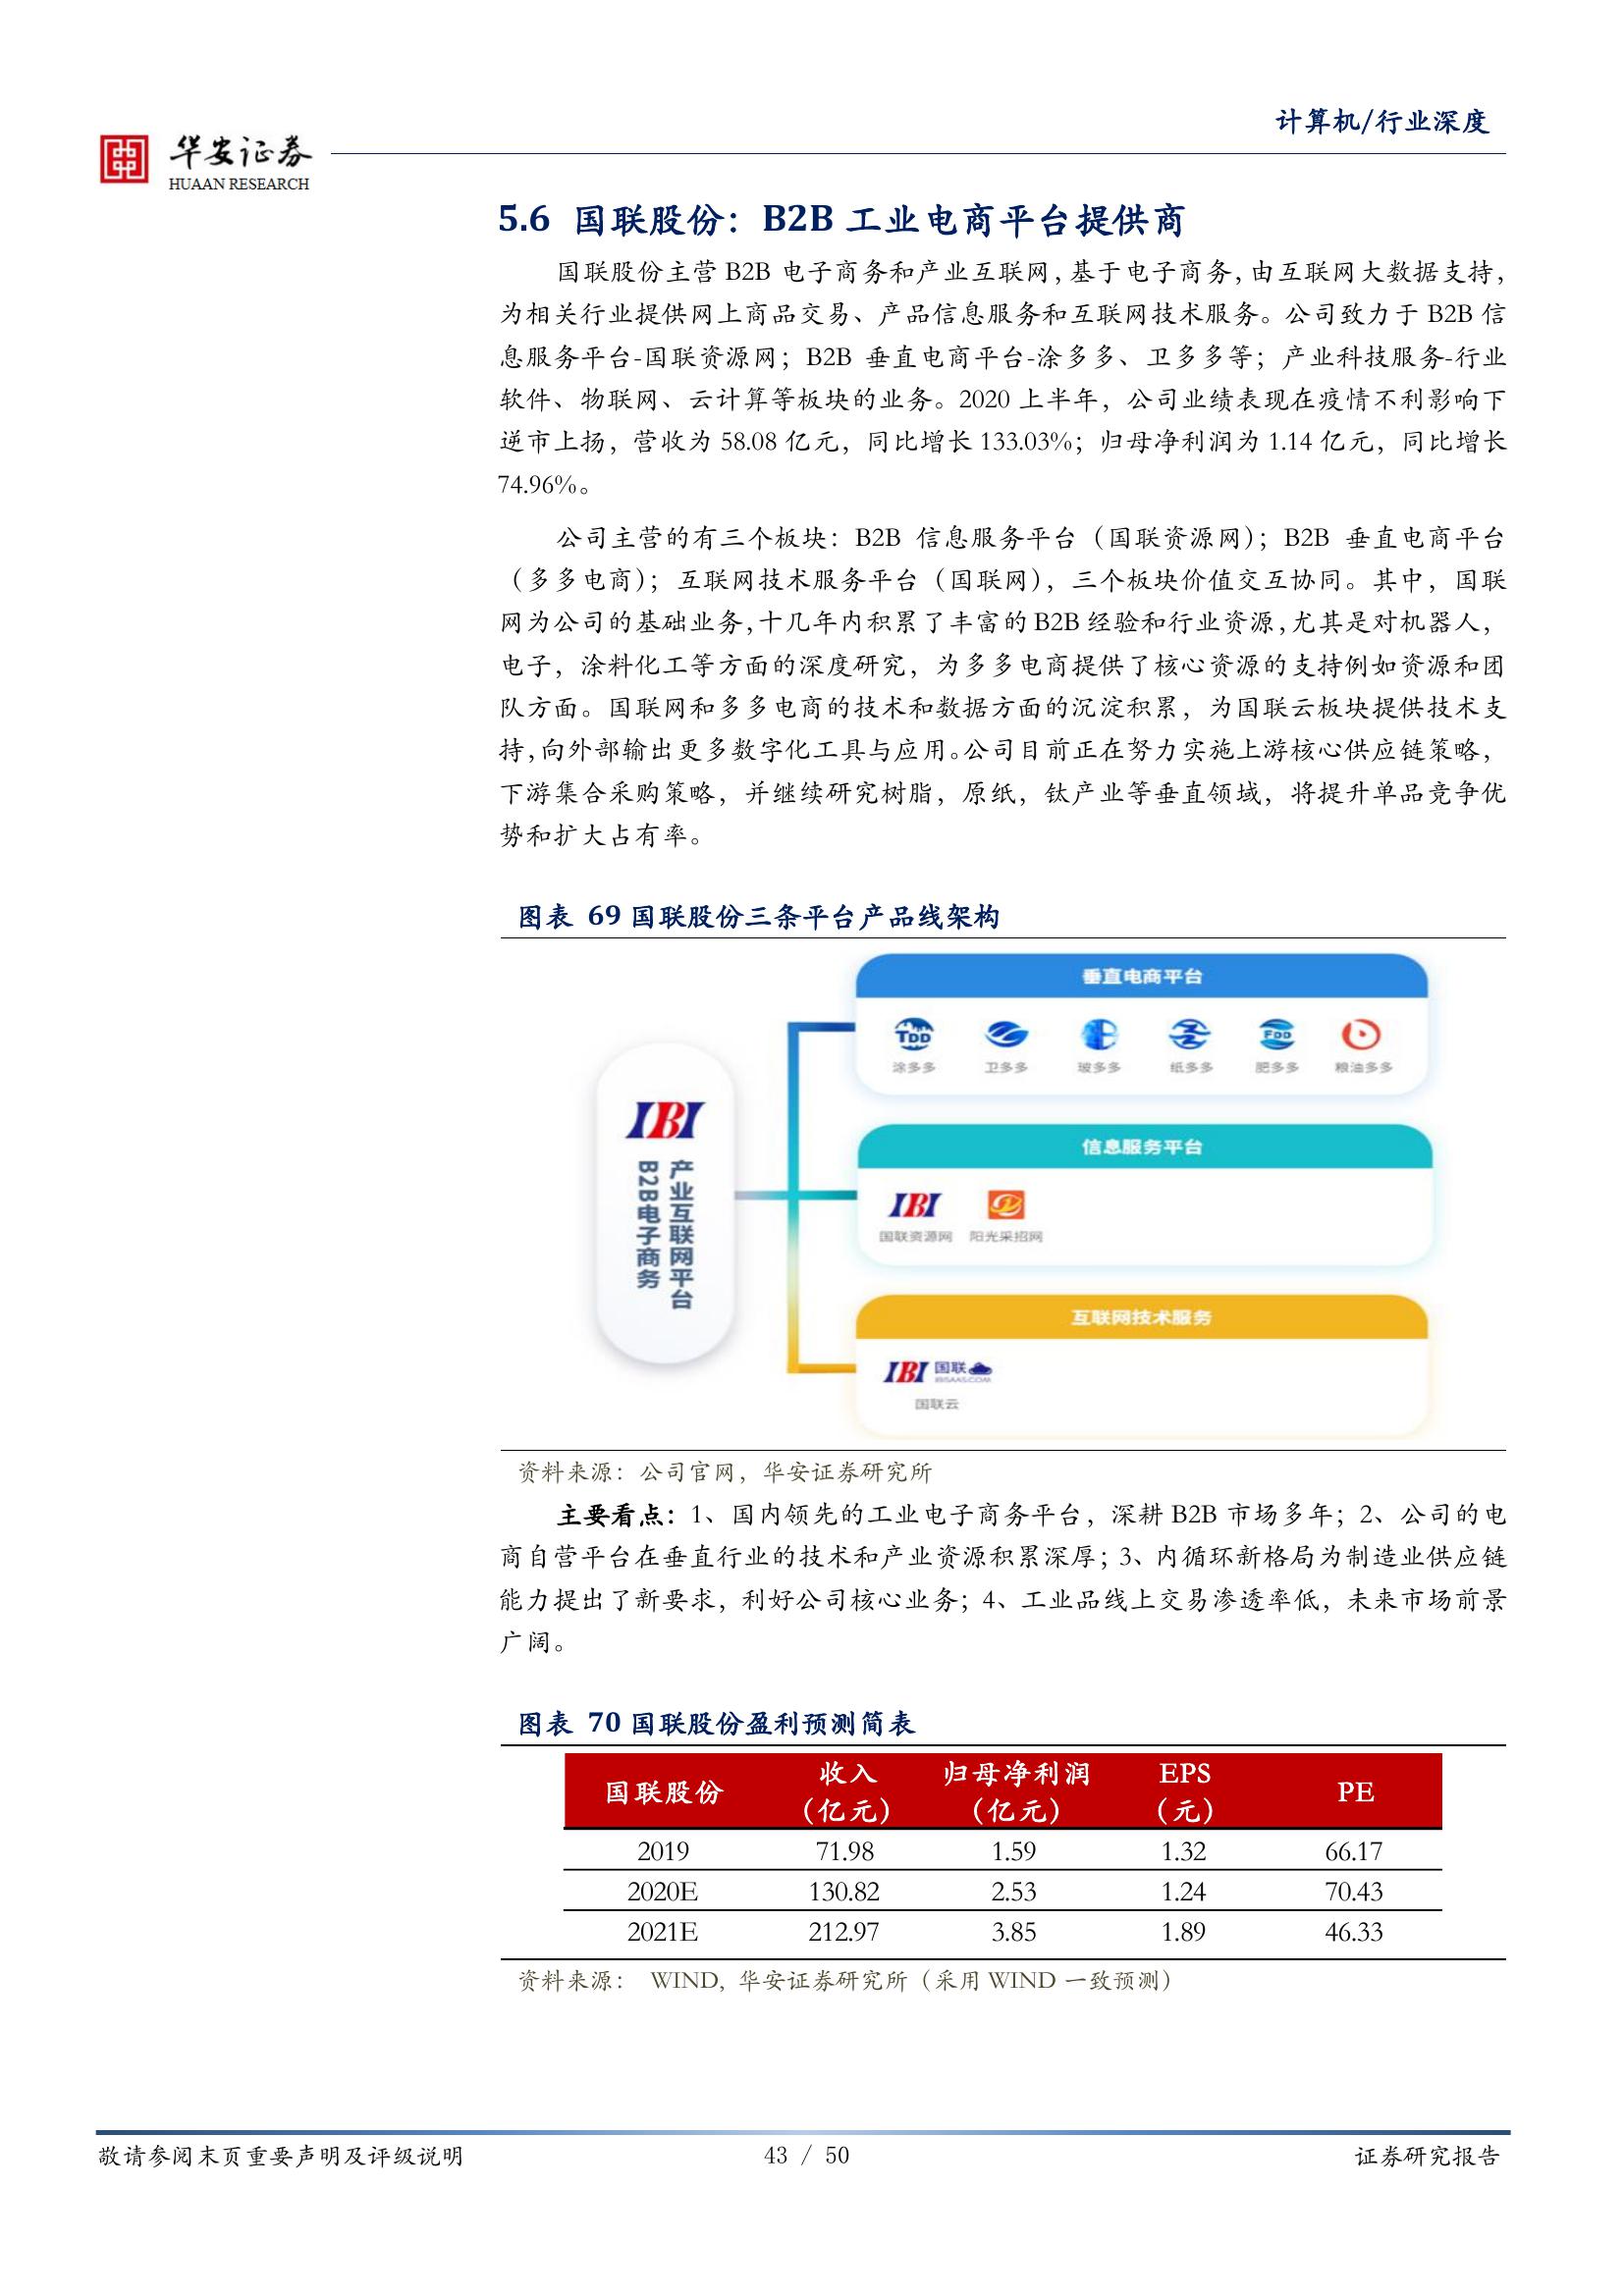 计算机/行业深度
华安证券
HUAAN RESEARCH
5.6 国联股份：B2B 工业电商平台提供商
国联股份主营 B2B 电子商务和产业互联网，基于电子商务，由互联网大数据支持，
为相关行业提供网上商品交易、产品信息服务和互联网技术服务。公司致力于 B2B 信
息服务平台-国联资源网；B2B 垂直电商平台-涂多多、卫多多等；产业科技服务-行业
软件、物联网、云计算等板块的业务。2020 上半年，公司业绩表现在疫情不利影响下
逆市上扬，营收为 58.08 亿元，同比增长 133.03%；归母净利润为 1.14 亿元，同比增长
74.96%。
公司主营的有三个板块：B2B 信息服务平台（国联资源网）；B2B 垂直电商平台
（多多电商）；互联网技术服务平台（国联网），三个板块价值交互协同。其中，国联
网为公司的基础业务，十几年内积累了丰富的 B2B 经验和行业资源，尤其是对机器人，
电子，涂料化工等方面的深度研究，为多多电商提供了核心资源的支持例如资源和团
队方面。国联网和多多电商的技术和数据方面的沉淀积累，为国联云板块提供技术支
持，向外部输出更多数字化工具与应用。公司目前正在努力实施上游核心供应链策略，
下游集合采购策略，并继续研究树脂，原纸，钛产业等垂直领域，将提升单品竞争优
势和扩大占有率。
图表 69 国联股份三条平台产品线架构
IBI
产业互联网平台
B2B电子商务
垂直电商平台
TDD
FDD
涂多多 卫多多 玻多多 纸多多 肥多多 粮油多多
信息服务平台
IBI
国联资源网 阳光采招网
互联网技术服务
IBI 国联
IBISAAS.COM
国联云
资料来源：公司官网，华安证券研究所
主要看点：1、国内领先的工业电子商务平台，深耕 B2B 市场多年；2、公司的电
商自营平台在垂直行业的技术和产业资源积累深厚；3、内循环新格局为制造业供应链
能力提出了新要求，利好公司核心业务；4、工业品线上交易渗透率低，未来市场前景
广阔。
图表 70 国联股份盈利预测简表
国联股份 收入（亿元） 归母净利润（亿元） EPS（元） PE
2019 71.98 1.59 1.32 66.17
2020E 130.82 2.53 1.24 70.43
2021E 212.97 3.85 1.89 46.33
资料来源： WIND，华安证券研究所（采用 WIND 一致预测）
敬请参阅末页重要声明及评级说明 43 / 50 证券研究报告